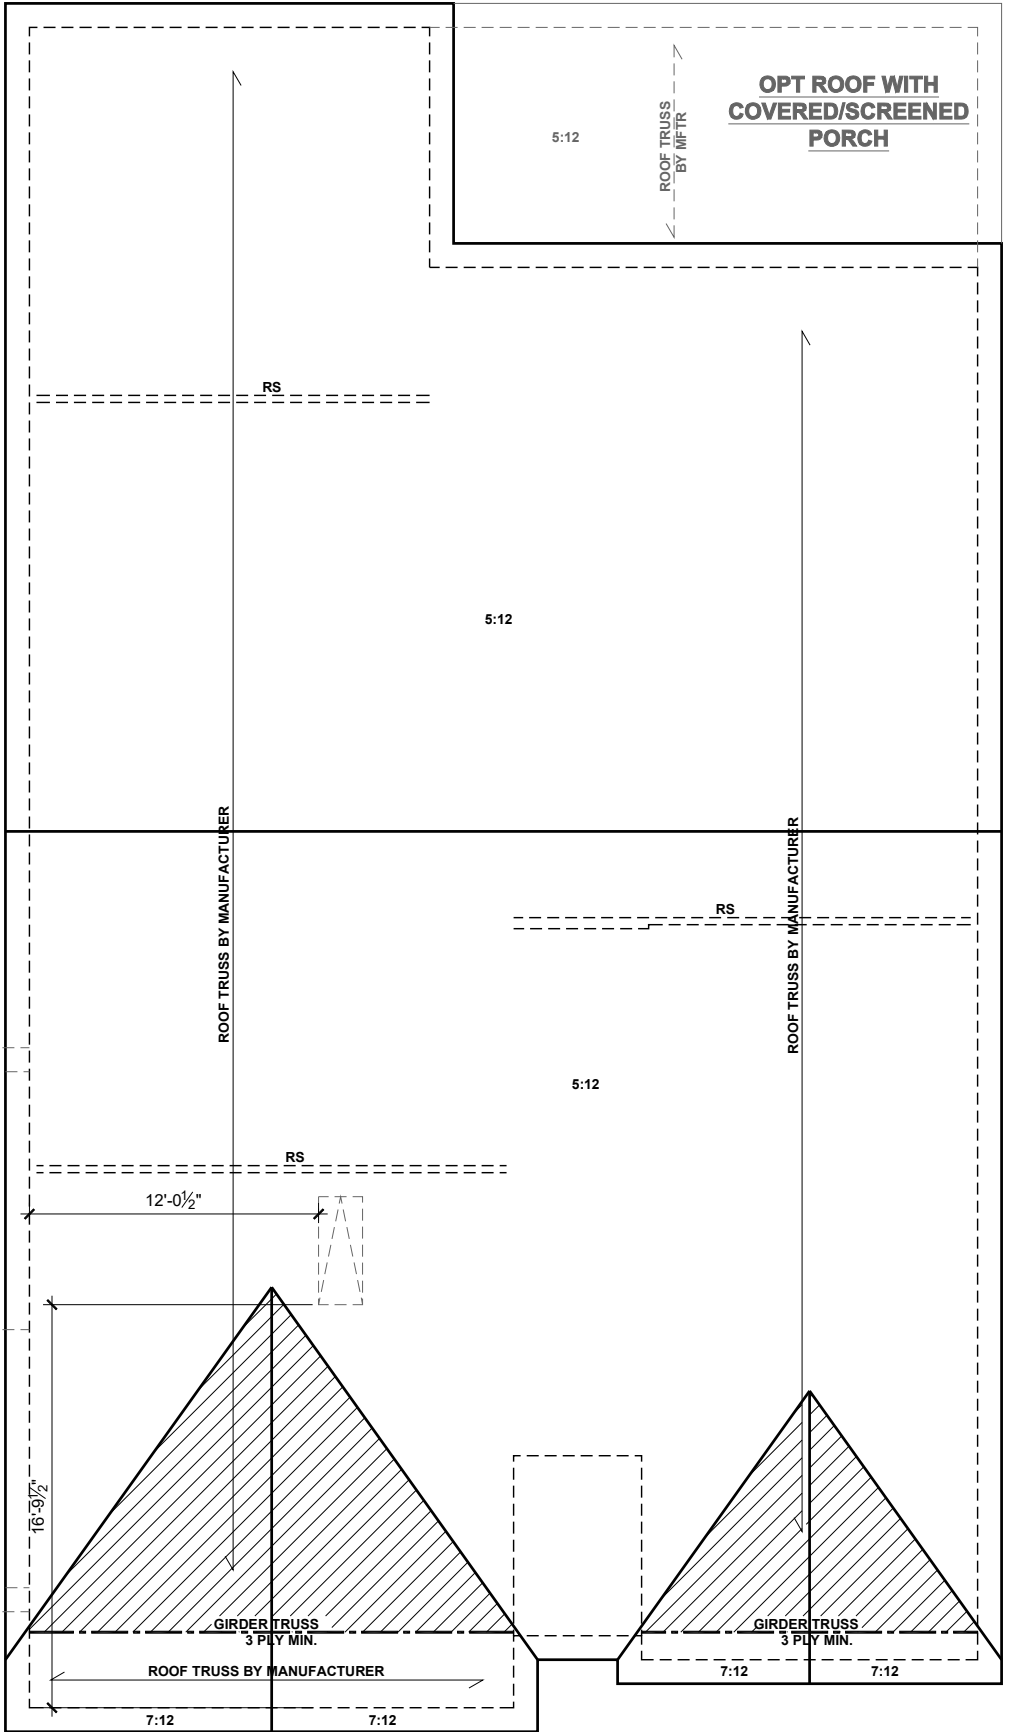 OPT ROOF WITH
COVERED/SCREENED
PORCH
ROOF TRUSS
BY MFTR
5:12
RS
5:12
ROOF TRUSS BY MANUFACTURER
ROOF TRUSS BY MANUFACTURER
RS
5:12
RS
12'-0½"
16'-9½"
GIRDER TRUSS
3 PLY MIN.
GIRDER TRUSS
3 PLY MIN.
ROOF TRUSS BY MANUFACTURER
7:12
7:12
7:12
7:12